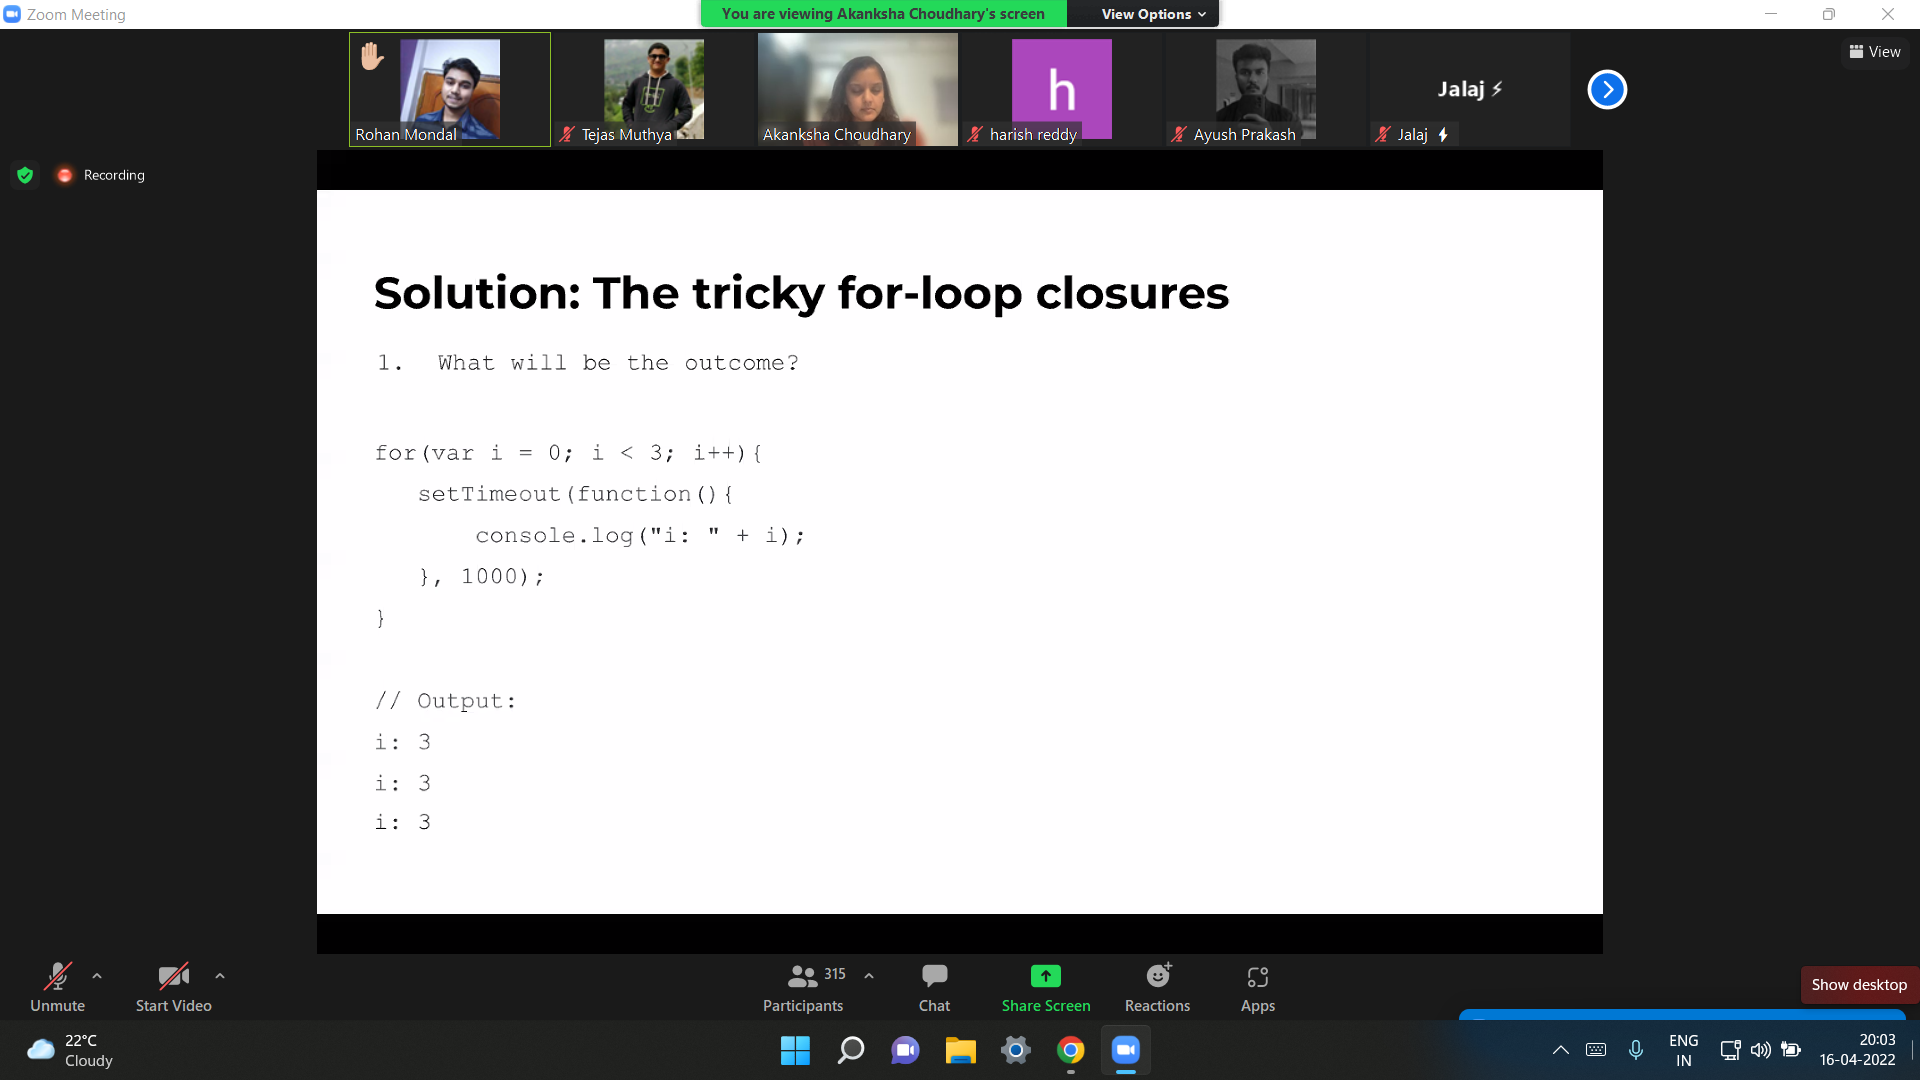 Zoom Meeting
You are viewing Akanksha Choudhary's screen
View Options
Rohan Mondal
Tejas Muthya
Akanksha Choudhary
h
harish reddy
Ayush Prakash
Jalaj⚡
Jalaj ⚡
View
Recording
Solution: The tricky for-loop closures
1. What will be the outcome?
for(var i = 0; i < 3; i++){
setTimeout(function(){
console.log("i: " + i);
}, 1000);
}
// Output:
i: 3
i: 3
i: 3
Unmute
Start Video
315
Participants
Chat
Share Screen
Reactions
Apps
Show desktop
22°C
Cloudy
ENG
IN
20:03
16-04-2022